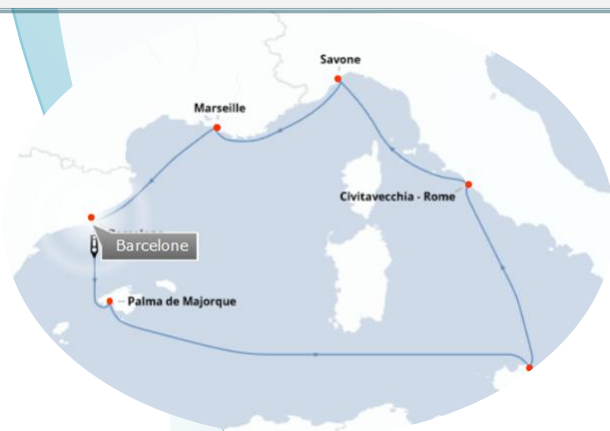 Savone
Marseille
Civitavecchia - Rome
Barcelone
Palma de Majorque